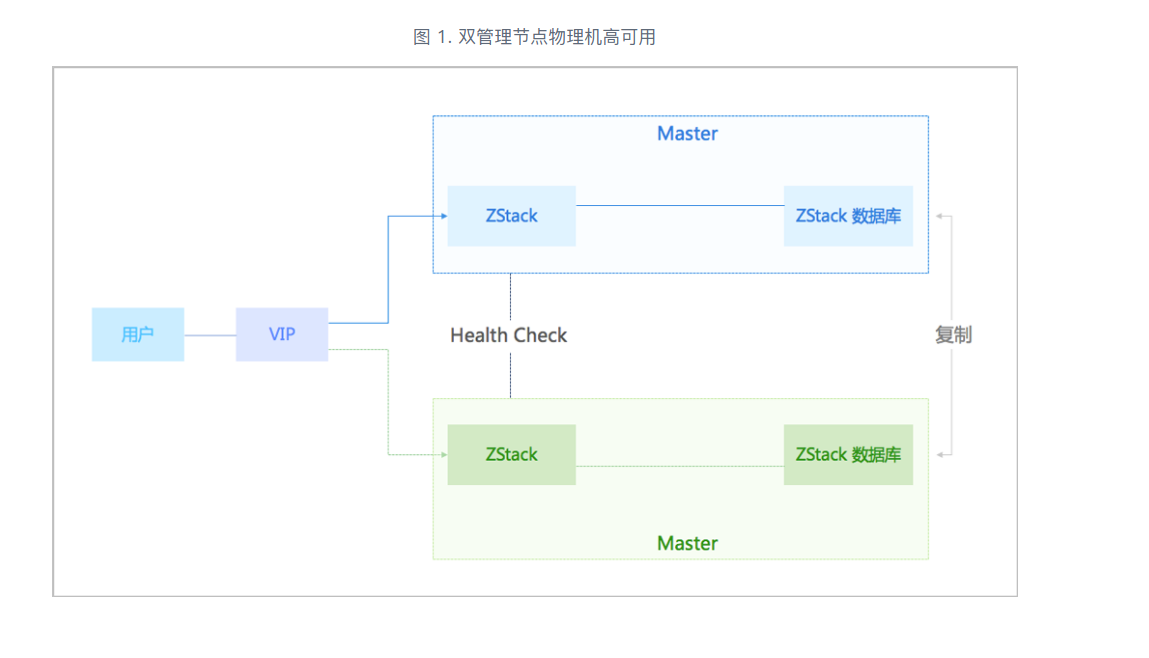 图 1. 双管理节点物理机高可用
Master
ZStack
ZStack 数据库
用户
VIP
Health Check
复制
ZStack
ZStack 数据库
Master